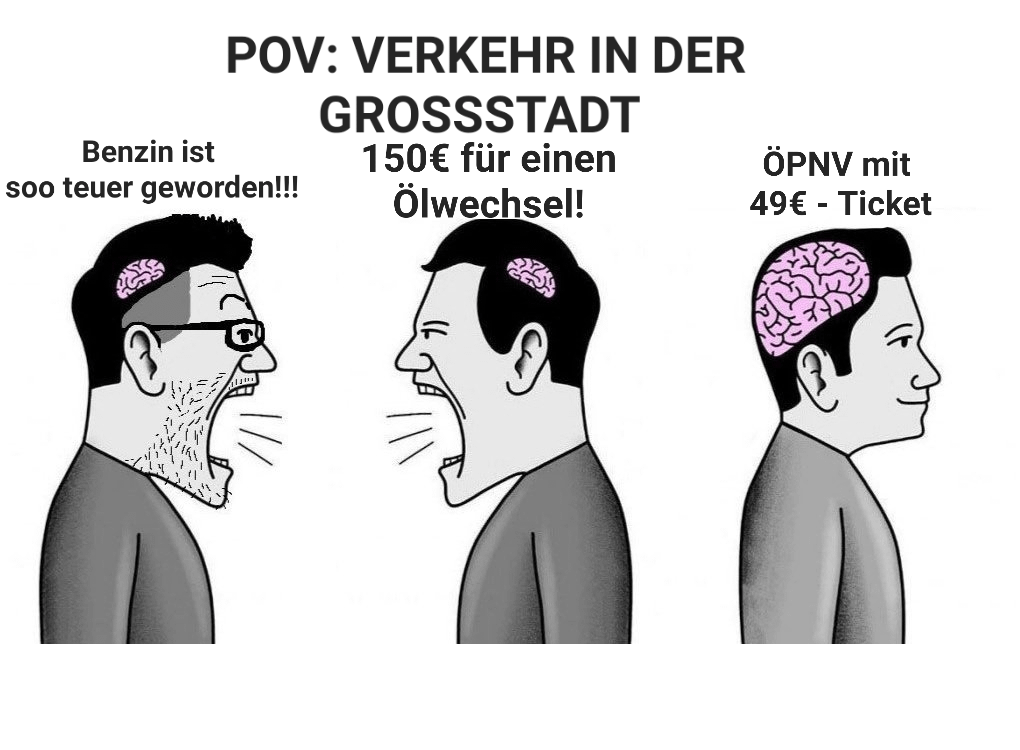 POV: VERKEHR IN DER
GROSSSTADT
Benzin ist
soo teuer geworden!!!
150€ für einen
Ölwechsel!
ÖPNV mit
49€ - Ticket